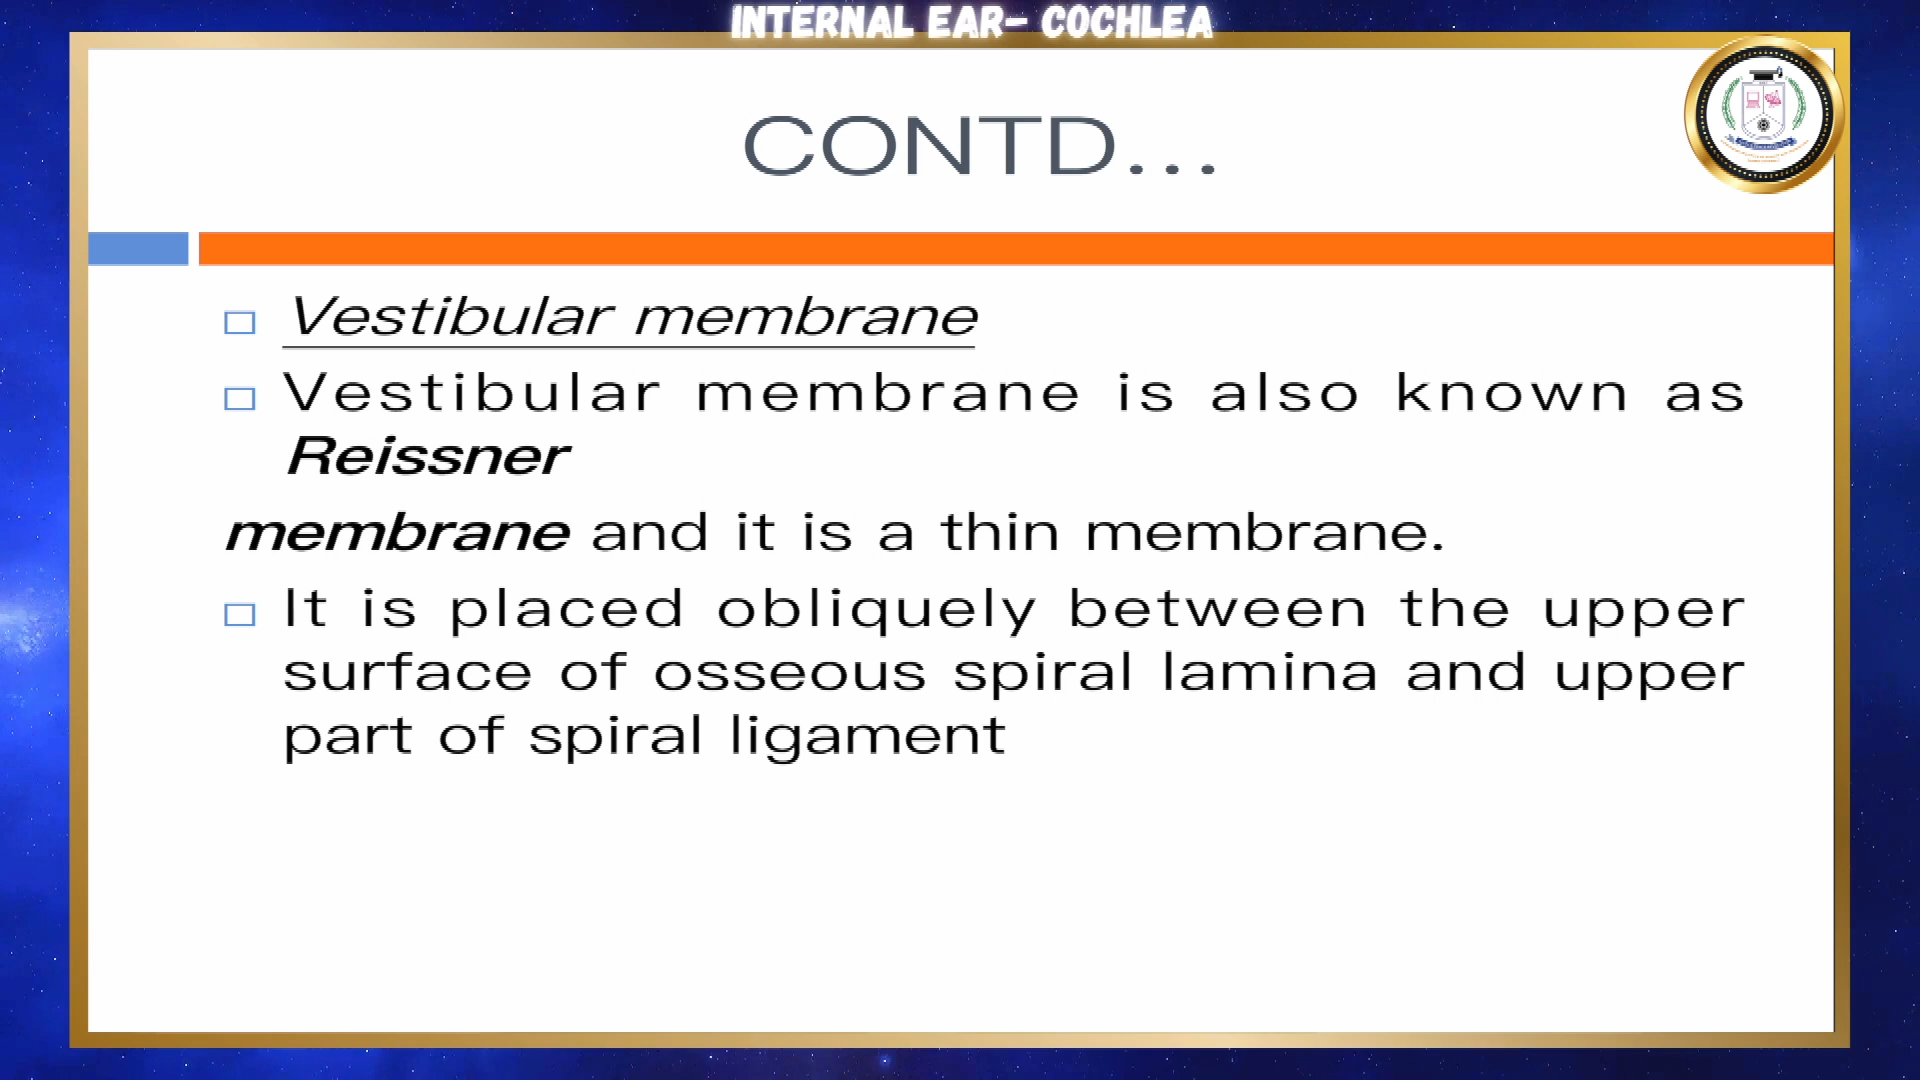 INTERNAL EAR- COCHLEA
CONTD...
Vestibular membrane
Vestibular membrane is also known as
Reissner
membrane and it is a thin membrane.
It is placed obliquely between the upper
surface of osseous spiral lamina and upper
part of spiral ligament